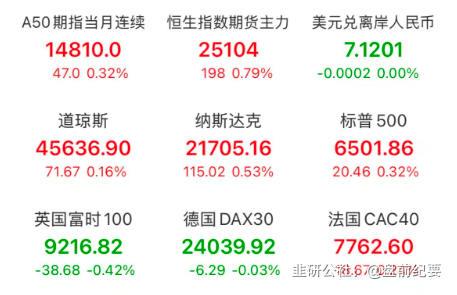 A50期指当月连续 恒生指数期货主力 美元兑离岸人民币
14810.0 25104 7.1201
47.0 0.32% 198 0.79% -0.0002 0.00%
道琼斯 纳斯达克 标普500
45636.90 21705.16 6501.86
71.67 0.16% 115.02 0.53% 20.46 0.32%
英国富时100 德国DAX30 法国CAC40
9216.82 24039.92 7762.60
-38.68 -0.42% -6.29 -0.03%
韭研公社 @盘前纪要